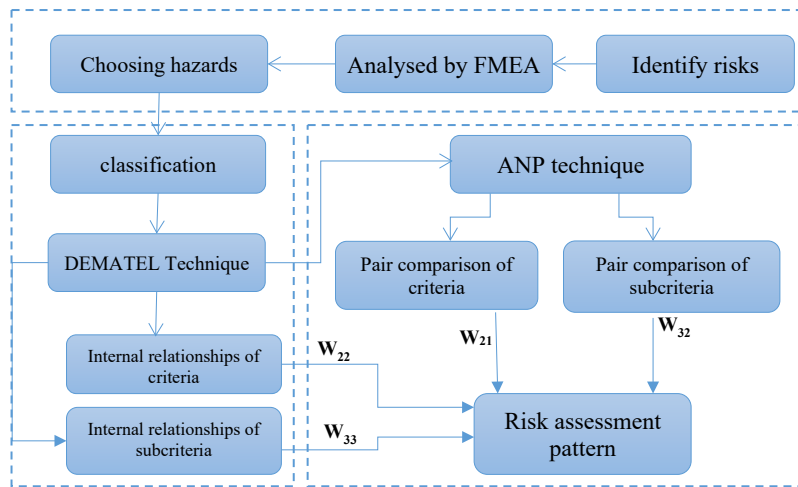 Choosing hazards
Analysed by FMEA
Identify risks
classification
ANP technique
DEMATEL Technique
Pair comparison of
criteria
Pair comparison of
subcriteria
W21
W32
Internal relationships of
criteria
W22
Internal relationships of
subcriteria
W33
Risk assessment
pattern